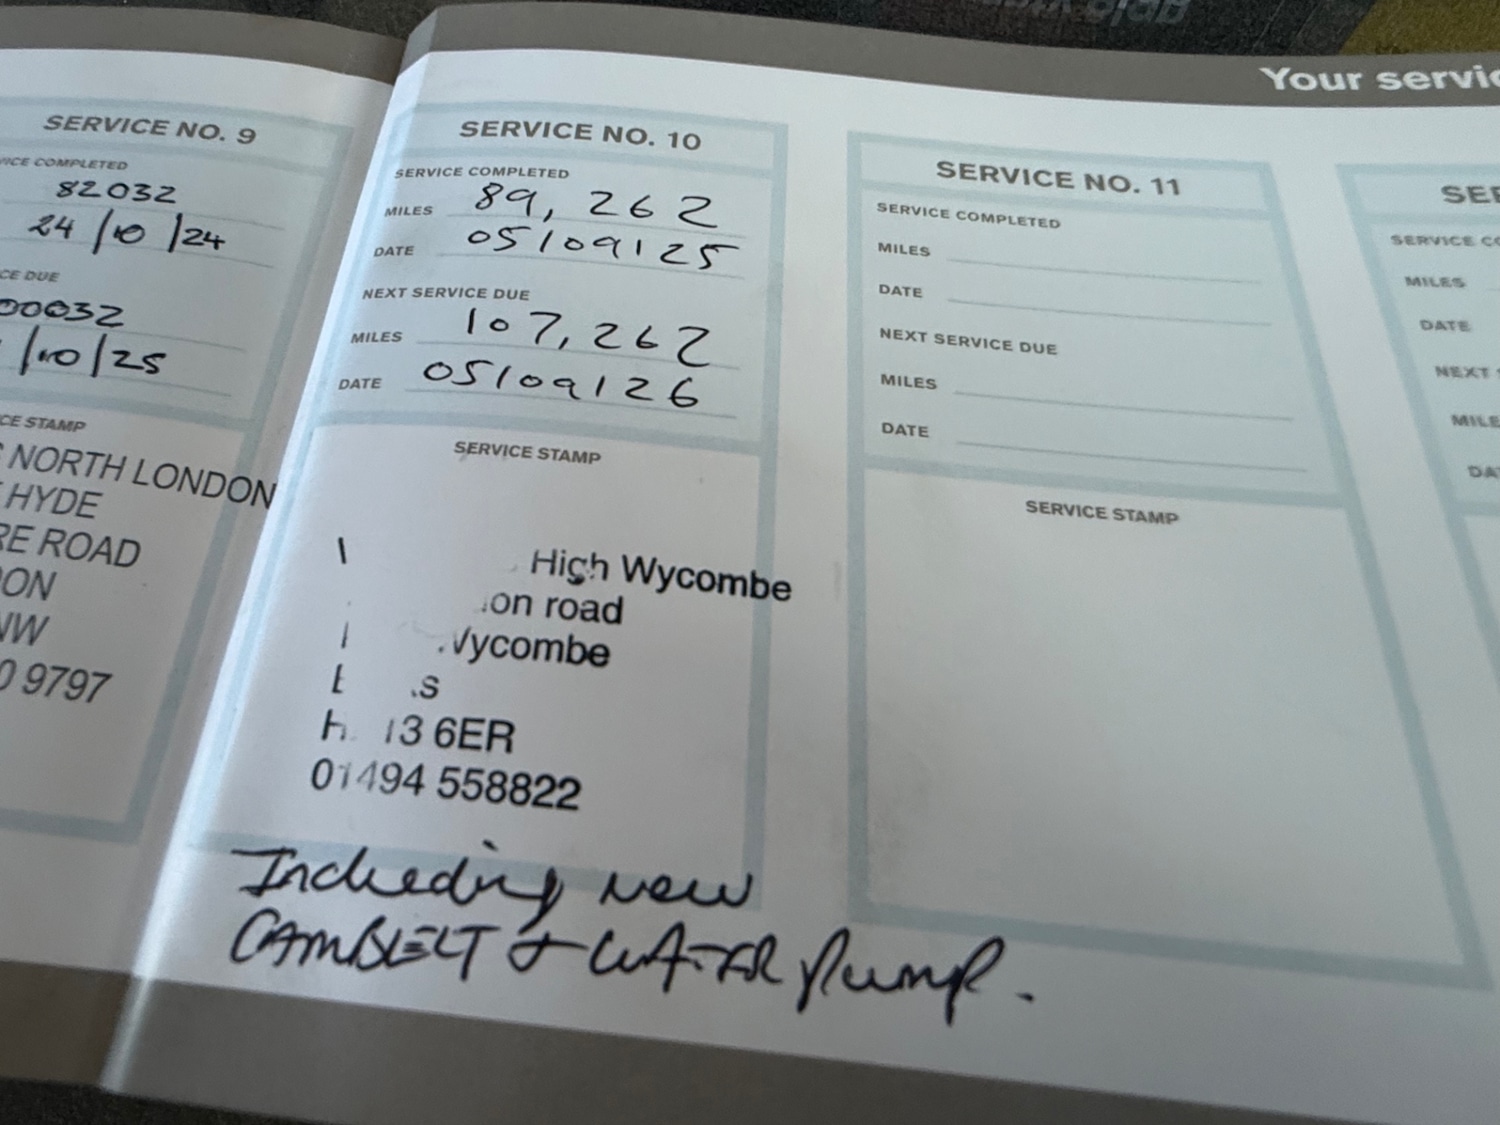 Your servic
SERVICE NO. 9
VICE COMPLETED
82032
24/10/24
CE DUE
00032
/10/25
CE STAMP
NORTH LONDON
HYDE
RE ROAD
ON
NW
0 9797
SERVICE NO. 10
SERVICE COMPLETED
MILES 89,262
DATE 05/09/25
NEXT SERVICE DUE
MILES 107,262
DATE 05/09/26
SERVICE STAMP
High Wycombe
on road
Wycombe
s
H 13 6ER
01494 558822
Including new
CAMBELT & WATER Pump.
SERVICE NO. 11
SERVICE COMPLETED
MILES
DATE
NEXT SERVICE DUE
MILES
DATE
SERVICE STAMP
SER
SERVICE CO
MILES
DATE
NEXT
MILE
DA